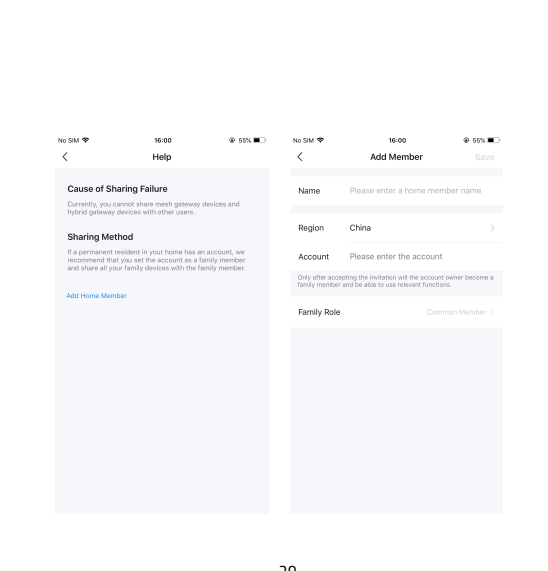 No SIM 16:00 55%
Help
Cause of Sharing Failure
Currently, you cannot share mesh gateway devices and
hybrid gateway devices with other users.
Sharing Method
If a permanent resident in your home has an account, we
recommend that you set the account as a family member
and share all your family devices with the family member.
Add Home Member
No SIM 16:00 55%
Add Member Save
Name Please enter a home member name
Region China
Account Please enter the account
Only after accepting the invitation will the account owner become a
family member and be able to use relevant functions.
Family Role Common Member